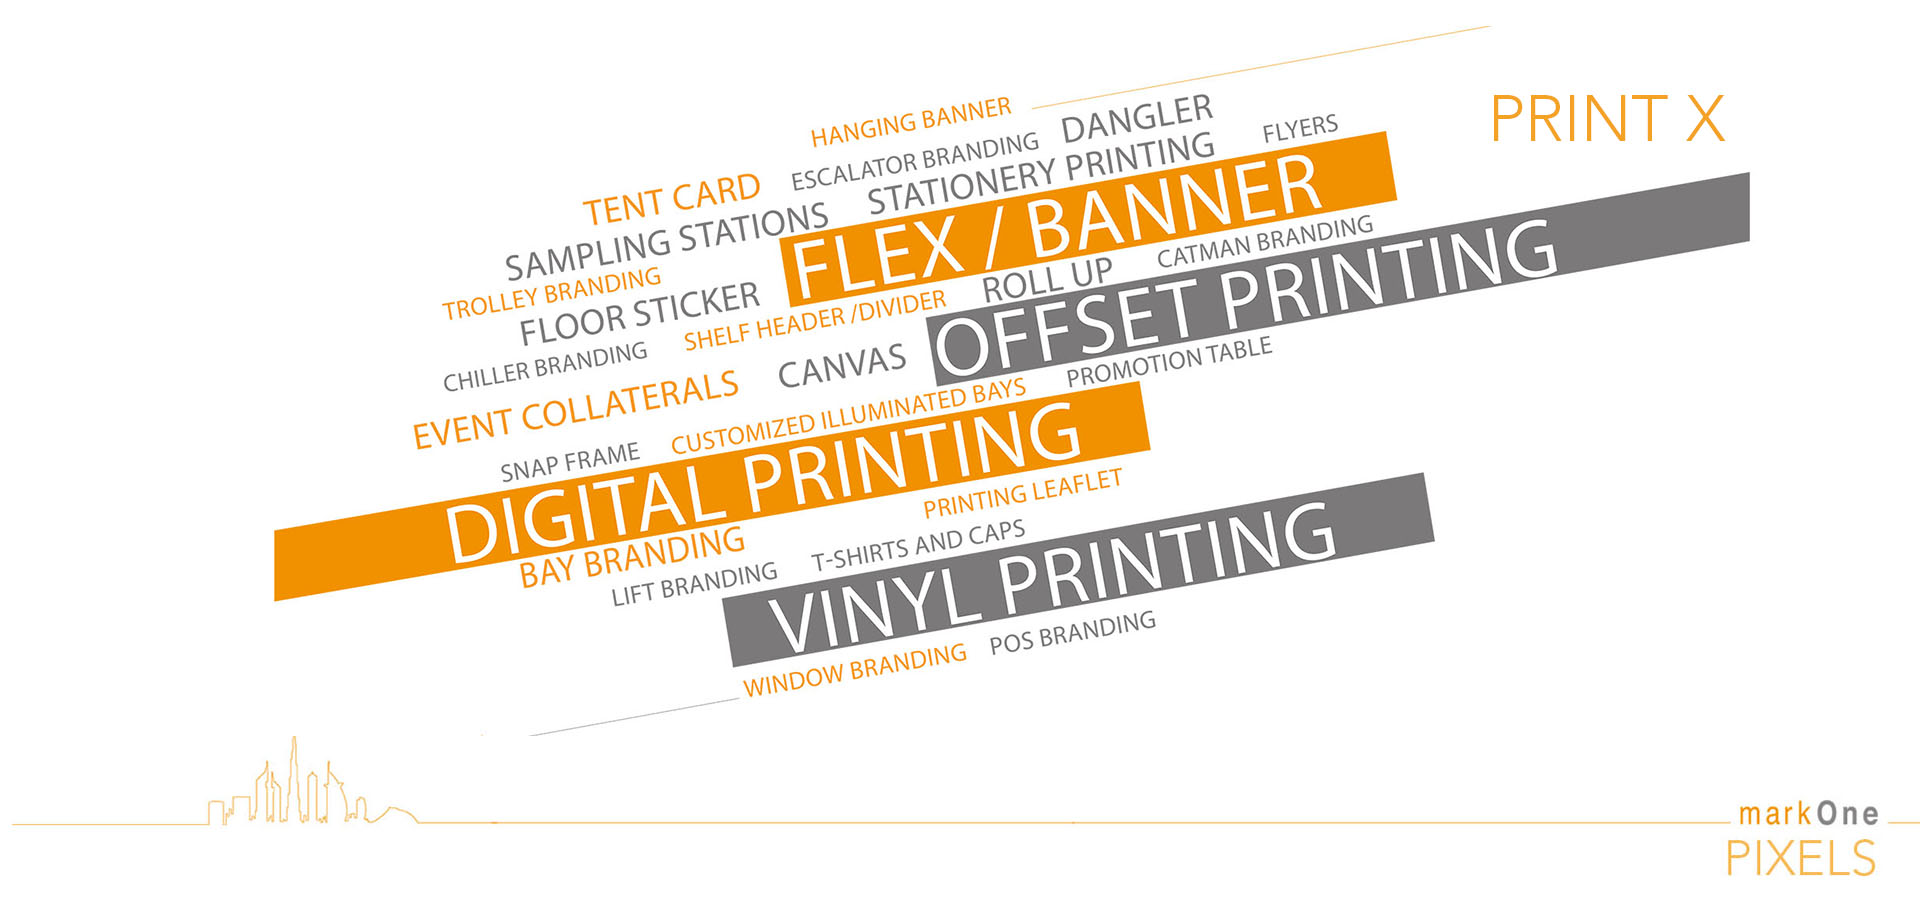 PRINT X
HANGING BANNER
DANGLER
ESCALATOR BRANDING
FLYERS
STATIONERY PRINTING
TENT CARD
SAMPLING STATIONS
FLEX / BANNER
TROLLEY BRANDING
CATMAN BRANDING
ROLL UP
FLOOR STICKER
SHELF HEADER /DIVIDER
OFFSET PRINTING
CHILLER BRANDING
CANVAS
PROMOTION TABLE
EVENT COLLATERALS
CUSTOMIZED ILLUMINATED BAYS
SNAP FRAME
DIGITAL PRINTING
PRINTING LEAFLET
BAY BRANDING
T-SHIRTS AND CAPS
LIFT BRANDING
VINYL PRINTING
POS BRANDING
WINDOW BRANDING
markOne
PIXELS